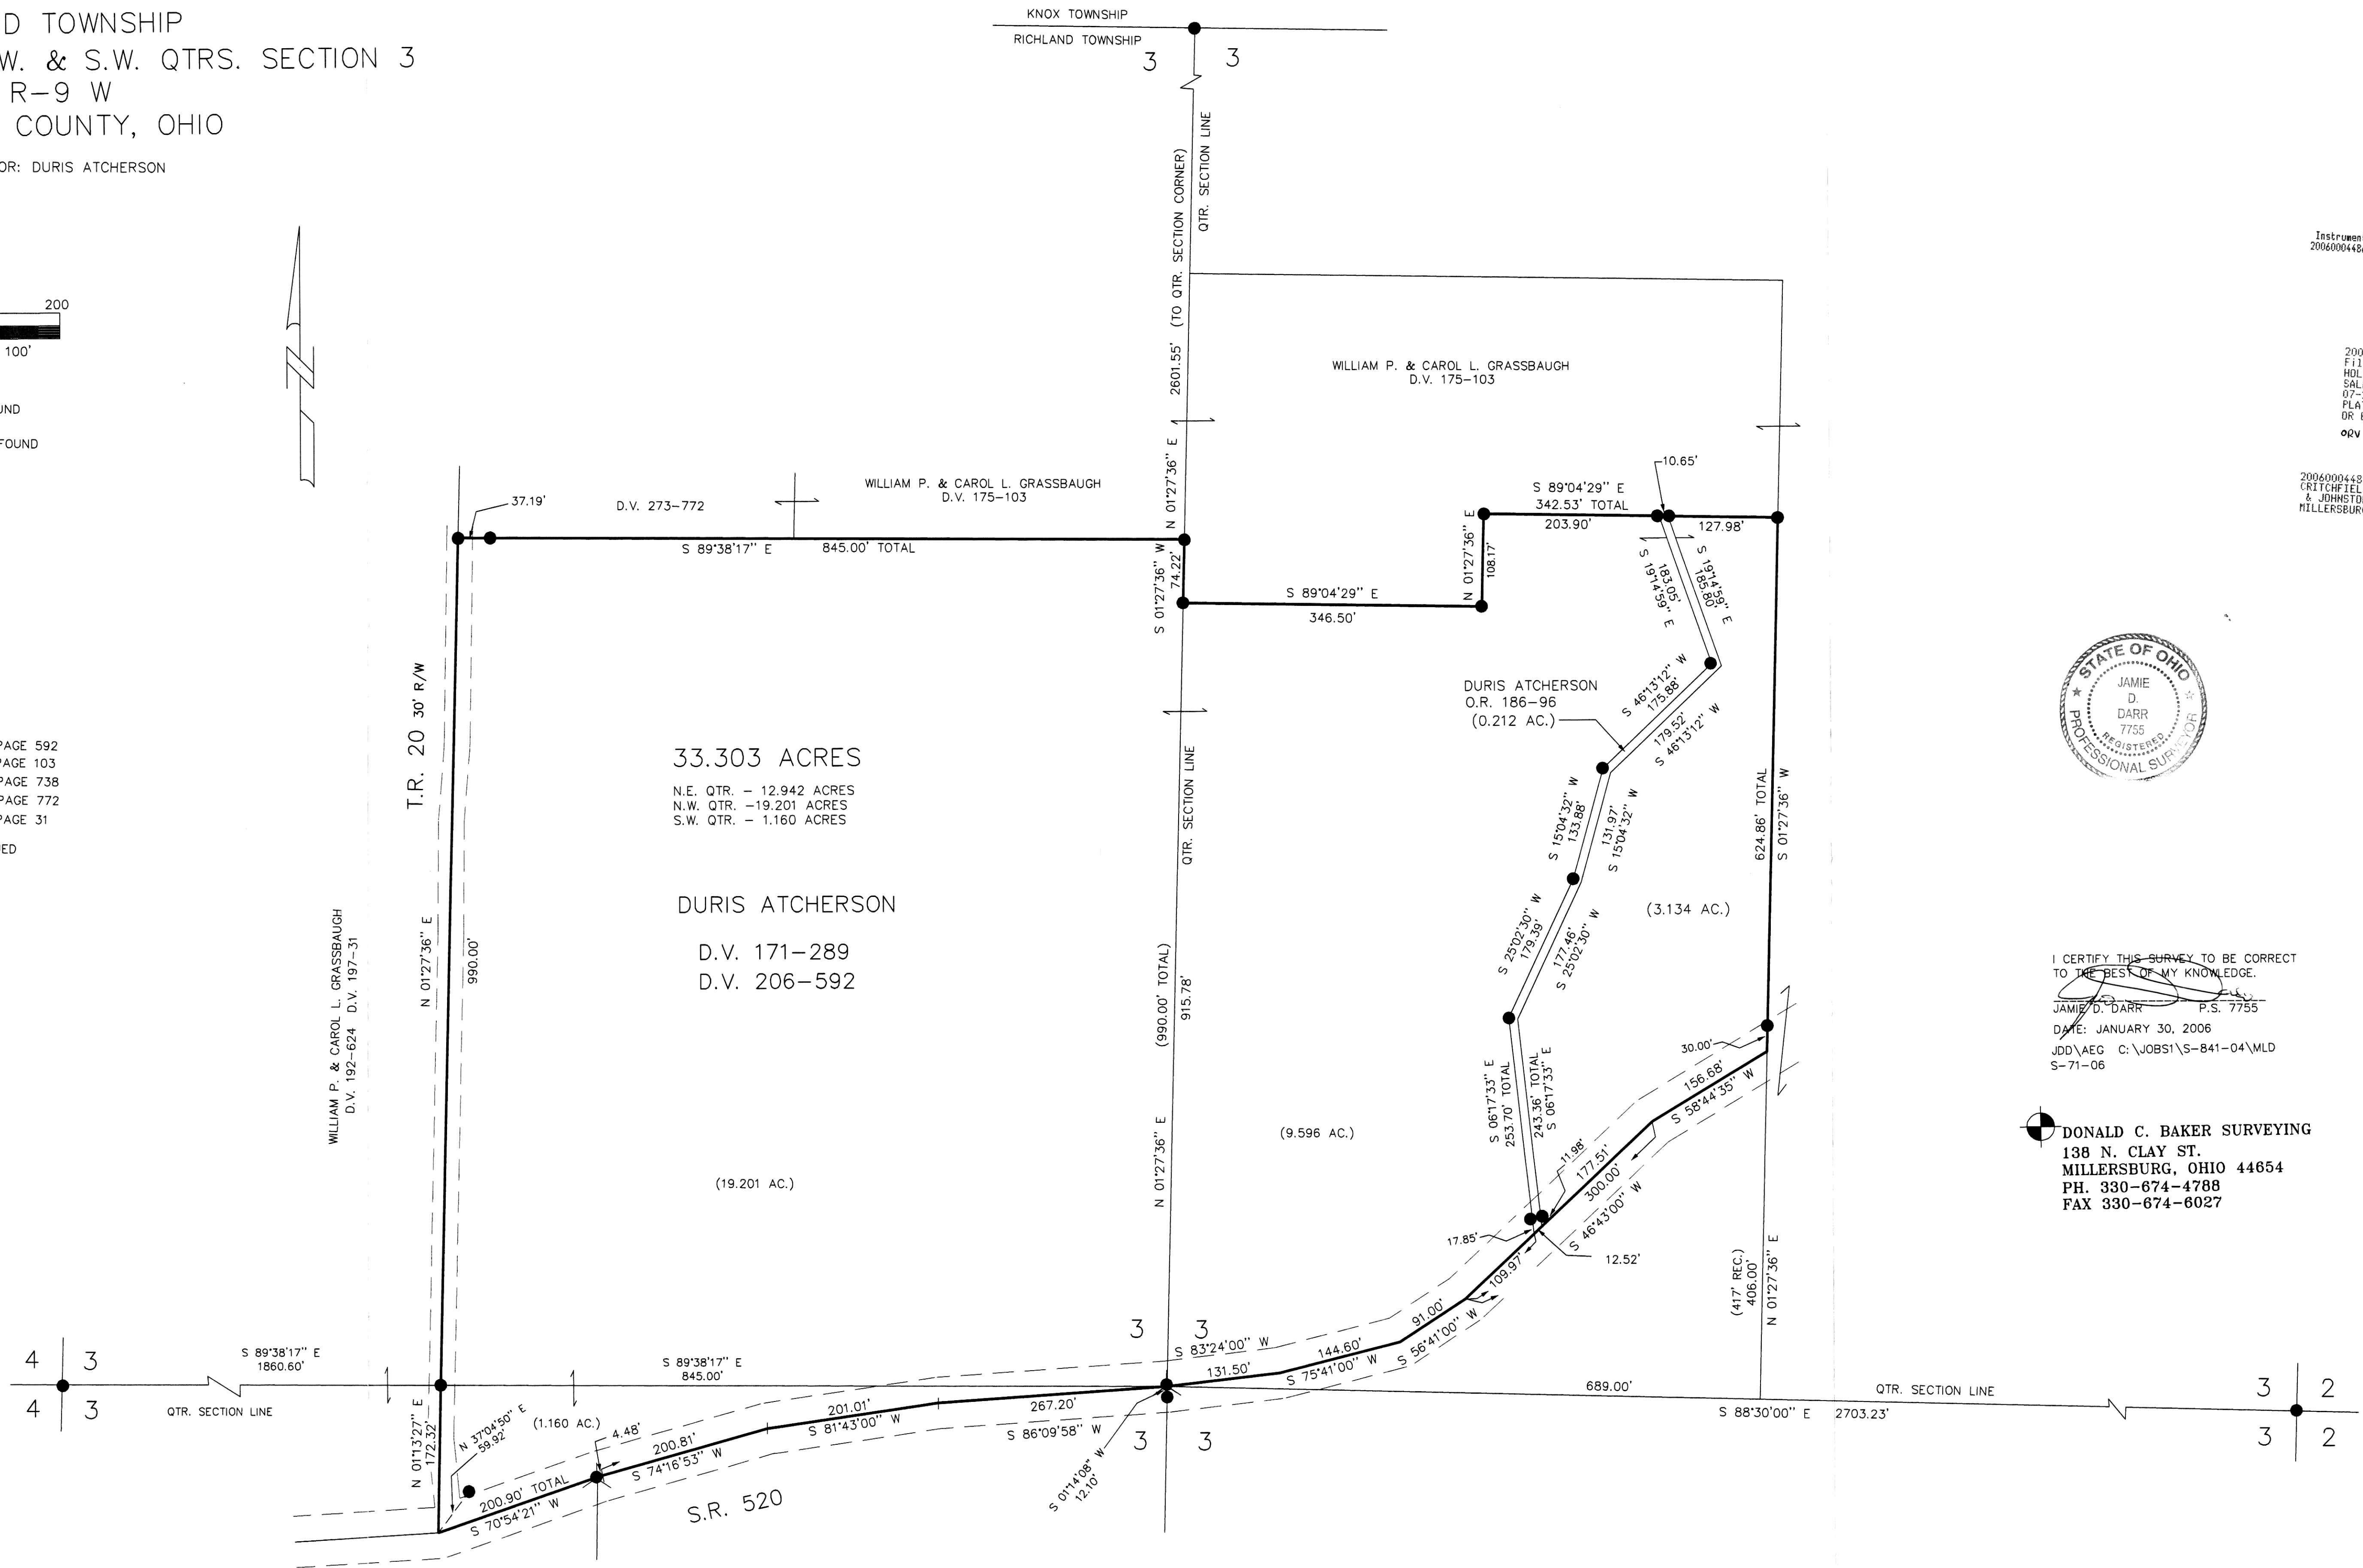 D TOWNSHIP
W. & S.W. QTRS. SECTION 3
R-9 W
COUNTY, OHIO
OR: DURIS ATCHERSON
200
100'
UND
FOUND
PAGE 592
PAGE 103
PAGE 738
PAGE 772
PAGE 31
ED
KNOX TOWNSHIP
RICHLAND TOWNSHIP
3 3
QTR. SECTION LINE
2601.55' (TO QTR. SECTION CORNER)
N 01°27'36" E
WILLIAM P. & CAROL L. GRASSBAUGH
D.V. 175-103
37.19'
D.V. 273-772
WILLIAM P. & CAROL L. GRASSBAUGH
D.V. 175-103
S 89°38'17" E 845.00' TOTAL
S 01°27'36" W
74.22'
S 89°04'29" E
346.50'
N 01°27'36" E
108.17'
S 89°04'29" E
342.53' TOTAL
203.90'
10.65'
127.98'
S 19°14'59" E
183.05'
S 19°14'59" E
185.80'
S 46°13'12" W
175.88'
179.52'
S 46°13'12" W
DURIS ATCHERSON
O.R. 186-96
(0.212 AC.)
S 15°04'32" W
133.88'
131.97'
S 15°04'32" W
S 25°02'30" W
179.39'
177.46'
S 25°02'30" W
S 06°17'33" E
253.70' TOTAL
243.36' TOTAL
S 06°17'33" E
(3.134 AC.)
624.86' TOTAL
S 01°27'36" W
30.00'
156.68'
S 58°44'35" W
11.98'
177.51'
300.00'
S 46°43'00" W
17.85'
12.52'
109.97'
91.00'
S 56°41'00" W
144.60'
S 75°41'00" W
S 83°24'00" W
131.50'
(417' REC.)
406.00'
N 01°27'36" E
T.R. 20 30' R/W
N 01°27'36" E
990.00'
WILLIAM P. & CAROL L. GRASSBAUGH
D.V. 192-624 D.V. 197-31
33.303 ACRES
N.E. QTR. - 12.942 ACRES
N.W. QTR. -19.201 ACRES
S.W. QTR. - 1.160 ACRES
DURIS ATCHERSON
D.V. 171-289
D.V. 206-592
QTR. SECTION LINE
(990.00' TOTAL)
915.78'
N 01°27'36" E
(9.596 AC.)
(19.201 AC.)
4 3
4 3
S 89°38'17" E
1860.60'
QTR. SECTION LINE
S 89°38'17" E
845.00'
3 3
3 3
689.00'
S 88°30'00" E 2703.23'
QTR. SECTION LINE
3 2
3 2
N 01°13'27" E
172.32'
N 37°04'50" E
59.92'
(1.160 AC.)
4.48'
200.90' TOTAL
S 70°54'21" W
200.81'
S 74°16'53" W
201.01'
S 81°43'00" W
267.20'
S 86°09'58" W
S 01°14'08" W
12.10'
S.R. 520
Instrumen
200
Fil
HOL
SAL
07-
PLA
OR
ORV
CRITCHFIEL
& JOHNSTO
MILLERSBUR
STATE OF OHIO
JAMIE
D.
DARR
7755
REGISTERED
PROFESSIONAL SURVEYOR
I CERTIFY THIS SURVEY TO BE CORRECT
TO THE BEST OF MY KNOWLEDGE.
JAMIE D. DARR P.S. 7755
DATE: JANUARY 30, 2006
JDD\AEG C:\JOBS1\S-841-04\MLD
S-71-06
DONALD C. BAKER SURVEYING
138 N. CLAY ST.
MILLERSBURG, OHIO 44654
PH. 330-674-4788
FAX 330-674-6027